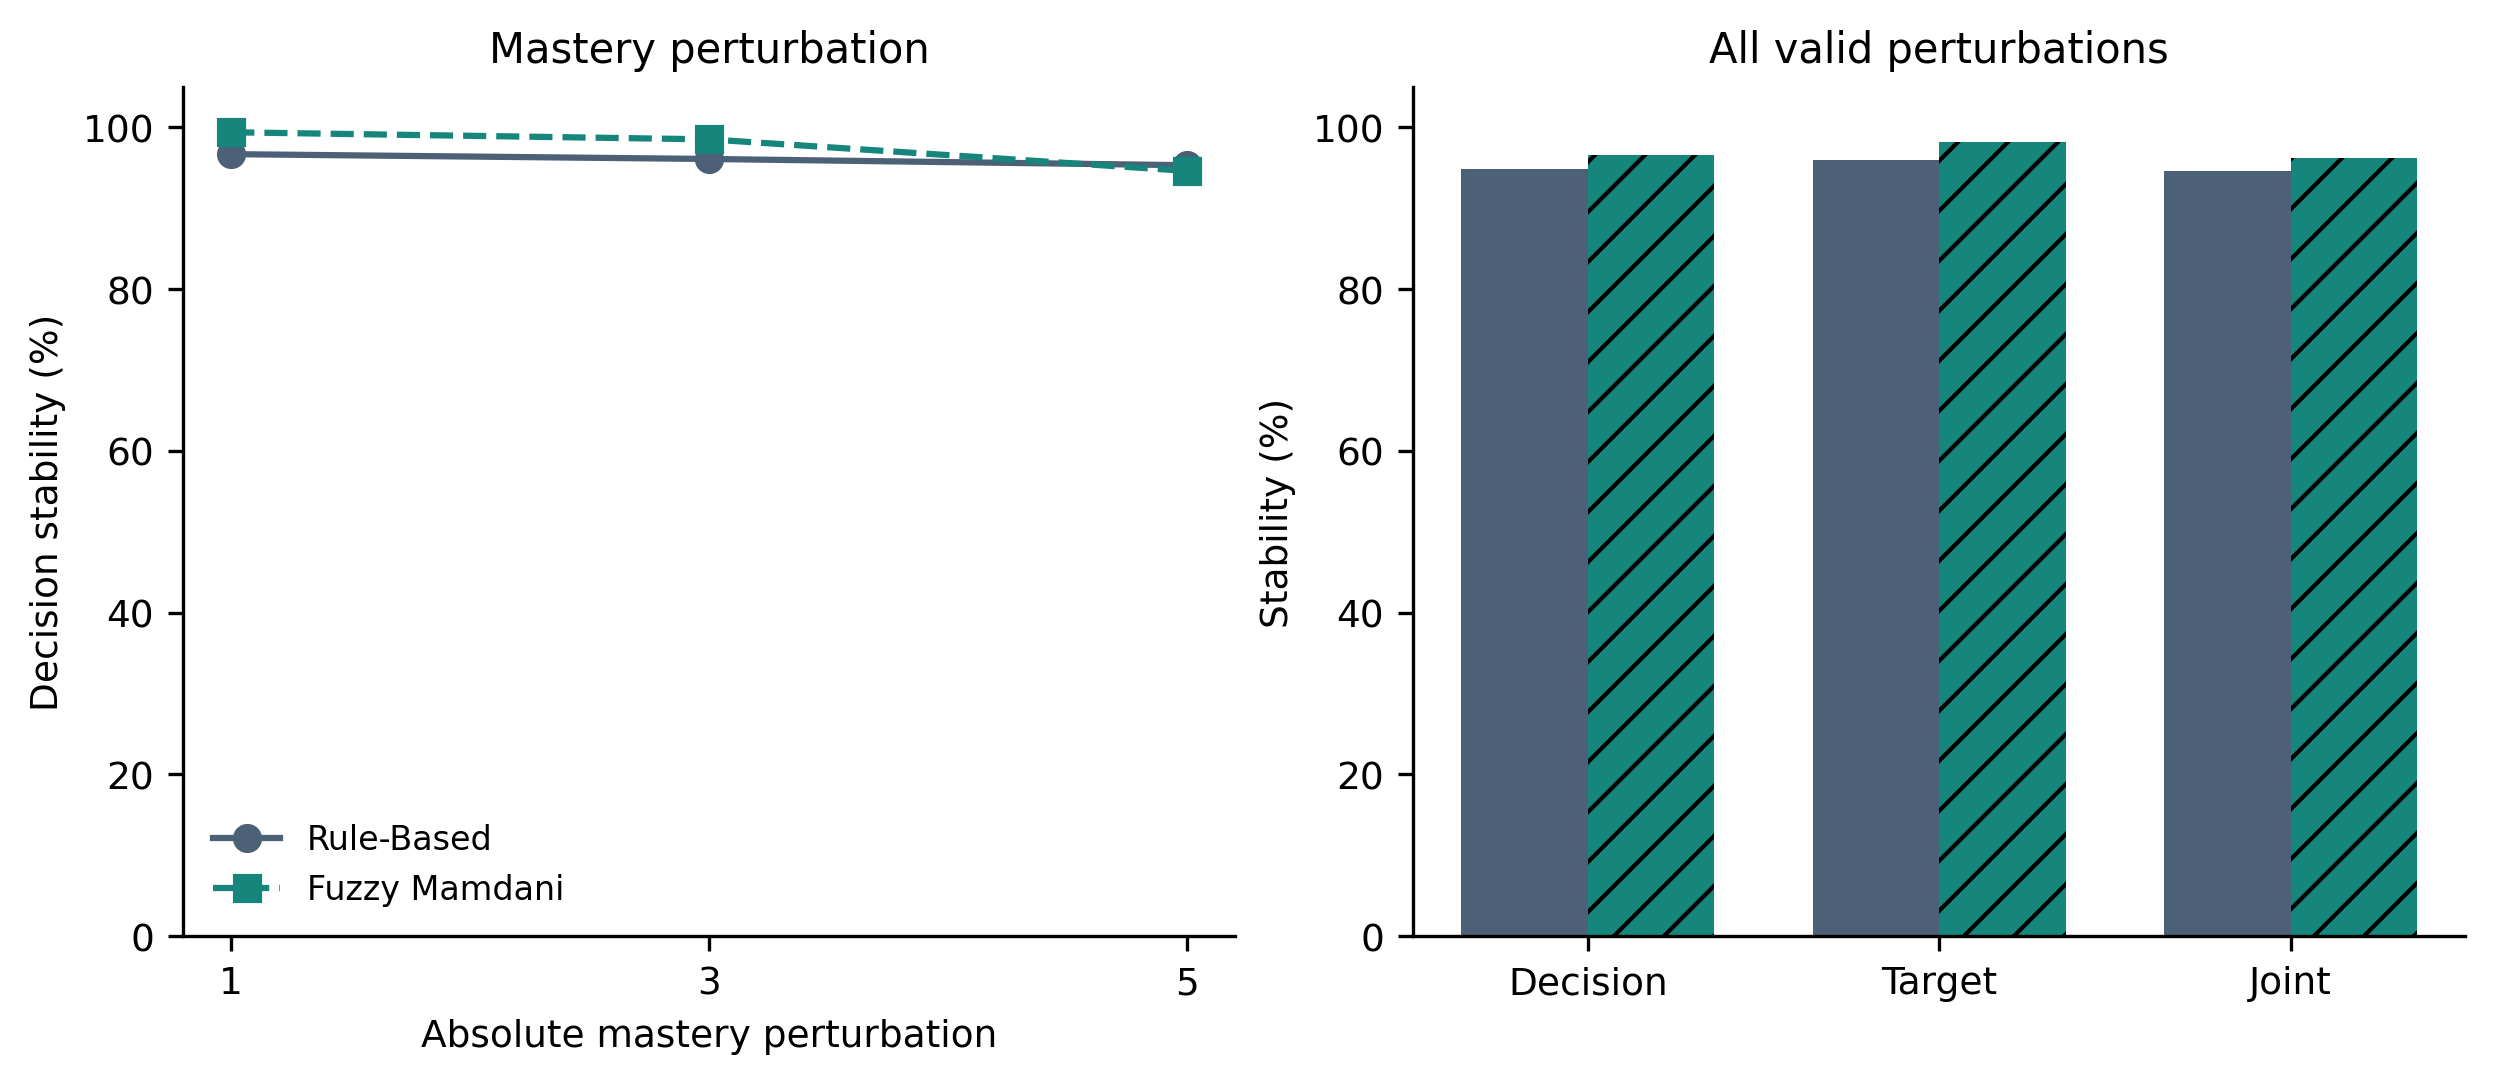 Mastery perturbation
Decision stability (%)
100
80
60
40
20
0
Rule-Based
Fuzzy Mamdani
1 3 5
Absolute mastery perturbation
All valid perturbations
Stability (%)
100
80
60
40
20
0
Decision Target Joint